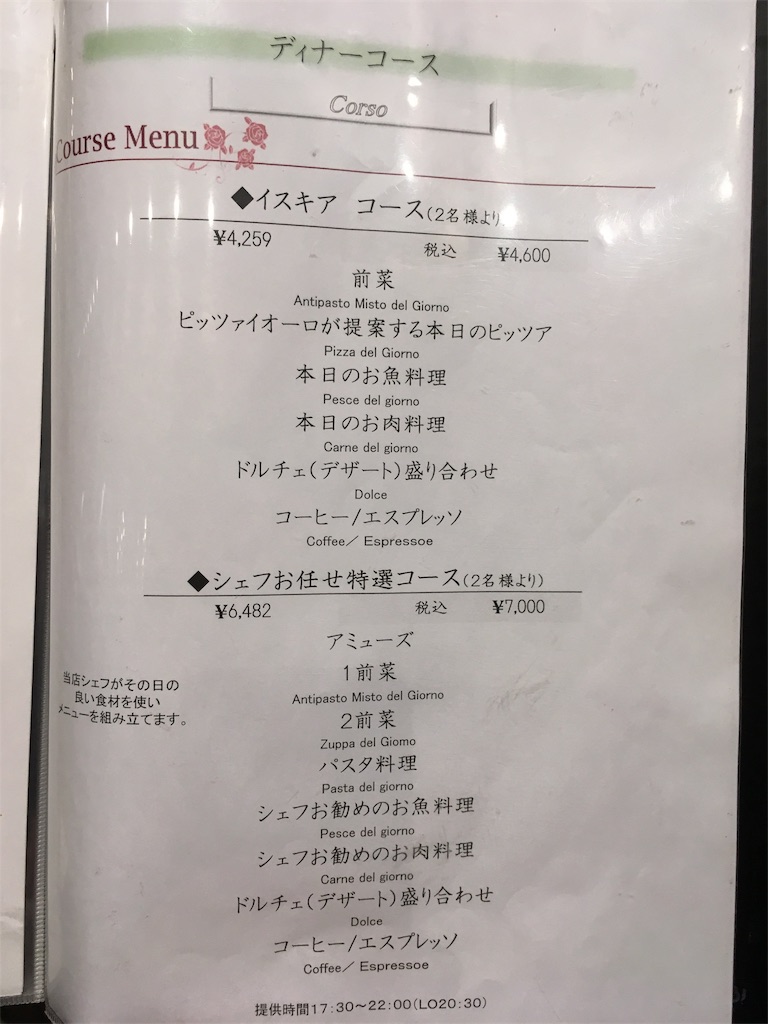 ディナーコース
Corso
Course Menu
◆イスキア コース(2名様より
¥4,259 税込 ¥4,600
前菜
Antipasto Misto del Giorno
ピッツァイオーロが提案する本日のピッツア
Pizza del Giorno
本日のお魚料理
Pesce del giorno
本日のお肉料理
Carne del giorno
ドルチェ(デザート)盛り合わせ
Dolce
コーヒー/エスプレッソ
Coffee／ Espressoe
◆シェフお任せ特選コース(2名様より)
¥6,482 税込 ¥7,000
アミューズ
1前菜
Antipasto Misto del Giorno
当店シェフがその日の
良い食材を使い
メニューを組み立てます。
2前菜
Zuppa del Giorno
パスタ料理
Pasta del giorno
シェフお勧めのお魚料理
Pesce del giorno
シェフお勧めのお肉料理
Carne del giorno
ドルチェ(デザート)盛り合わせ
Dolce
コーヒー/エスプレッソ
Coffee／ Espressoe
提供時間17:30～22:00(LO20:30)